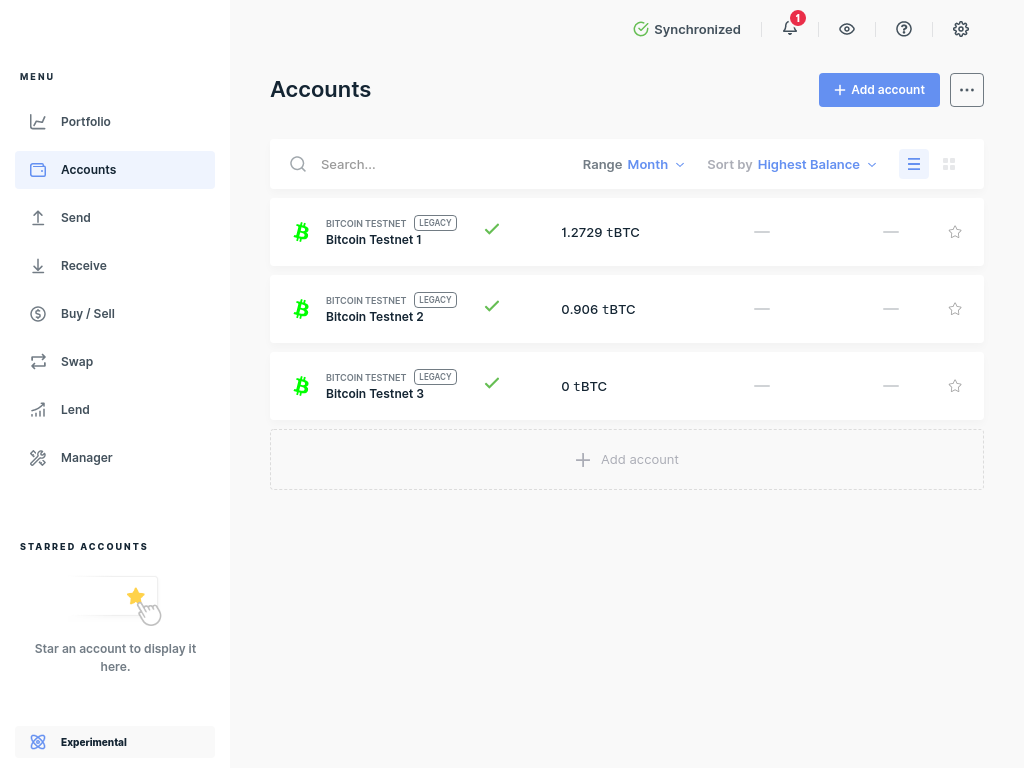 MENU
Portfolio
Accounts
Send
Receive
Buy / Sell
Swap
Lend
Manager
STARRED ACCOUNTS
Star an account to display it
here.
Experimental
Synchronized
1
Accounts
Add account
Search...
Range Month
Sort by Highest Balance
BITCOIN TESTNET LEGACY
Bitcoin Testnet 1
1.2729 tBTC
— —
BITCOIN TESTNET LEGACY
Bitcoin Testnet 2
0.906 tBTC
— —
BITCOIN TESTNET LEGACY
Bitcoin Testnet 3
0 tBTC
— —
Add account